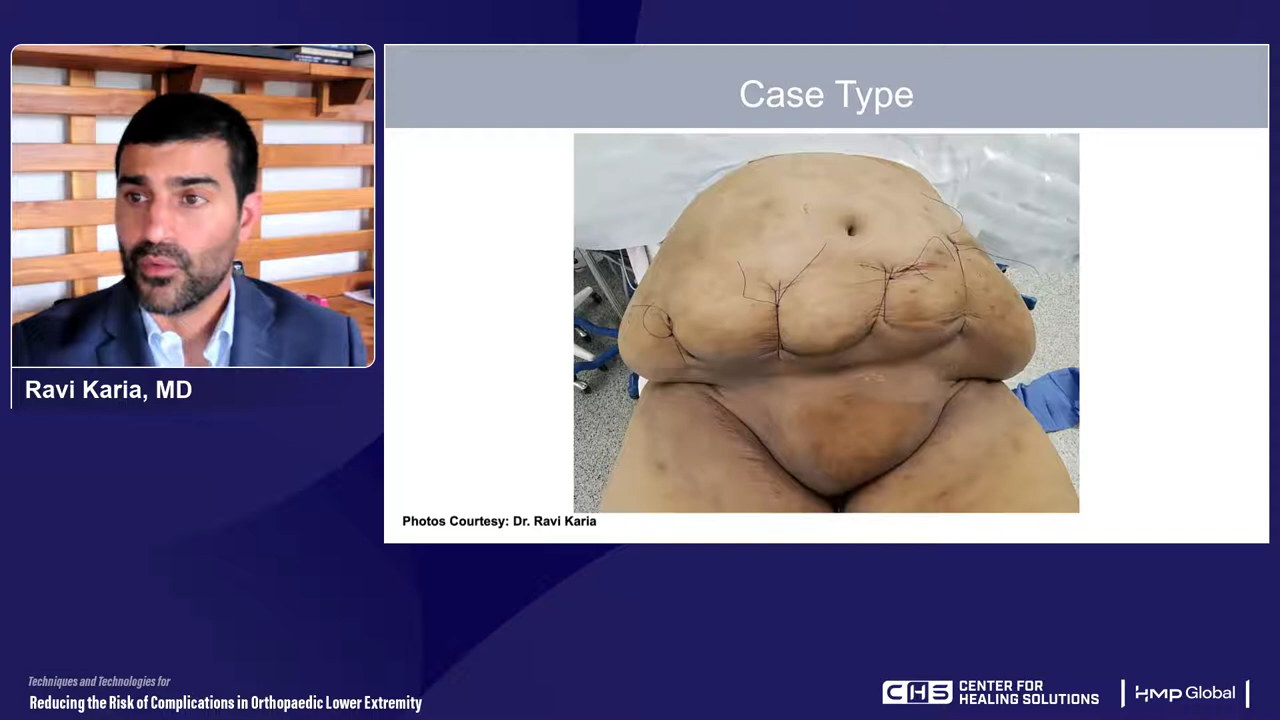 Case Type
Ravi Karia, MD
Photos Courtesy: Dr. Ravi Karia
Techniques and Technologies for
Reducing the Risk of Complications in Orthopaedic Lower Extremity
CHS CENTER FOR
HEALING SOLUTIONS
HMP Global